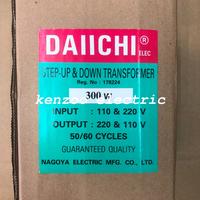 DAIICHI®
ELEC
STEP-UP & DOWN TRANSFORMER
Reg. No : 178224
kenzoo electric
300 W
INPUT : 110 & 220 V
OUTPUT : 220 & 110 V
50/60 CYCLES
GUARANTEED QUALITY
NAGOYA ELECTRIC MFG. CO., LTD.